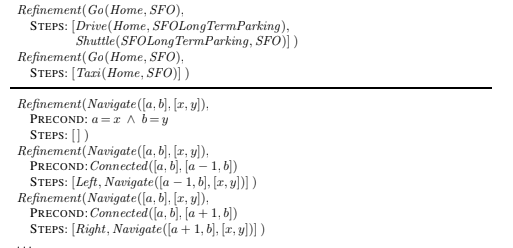 Refinement(Go(Home, SFO),
STEPS: [Drive(Home, SFOLongTermParking),
Shuttle(SFOLongTermParking, SFO)] )
Refinement(Go(Home, SFO),
STEPS: [Taxi(Home, SFO)] )
Refinement(Navigate([a, b], [x, y]),
PRECOND: a = x ∧ b = y
STEPS: [ ] )
Refinement(Navigate([a, b], [x, y]),
PRECOND: Connected([a, b], [a − 1, b])
STEPS: [Left, Navigate([a − 1, b], [x, y])] )
Refinement(Navigate([a, b], [x, y]),
PRECOND: Connected([a, b], [a + 1, b])
STEPS: [Right, Navigate([a + 1, b], [x, y])] )
...